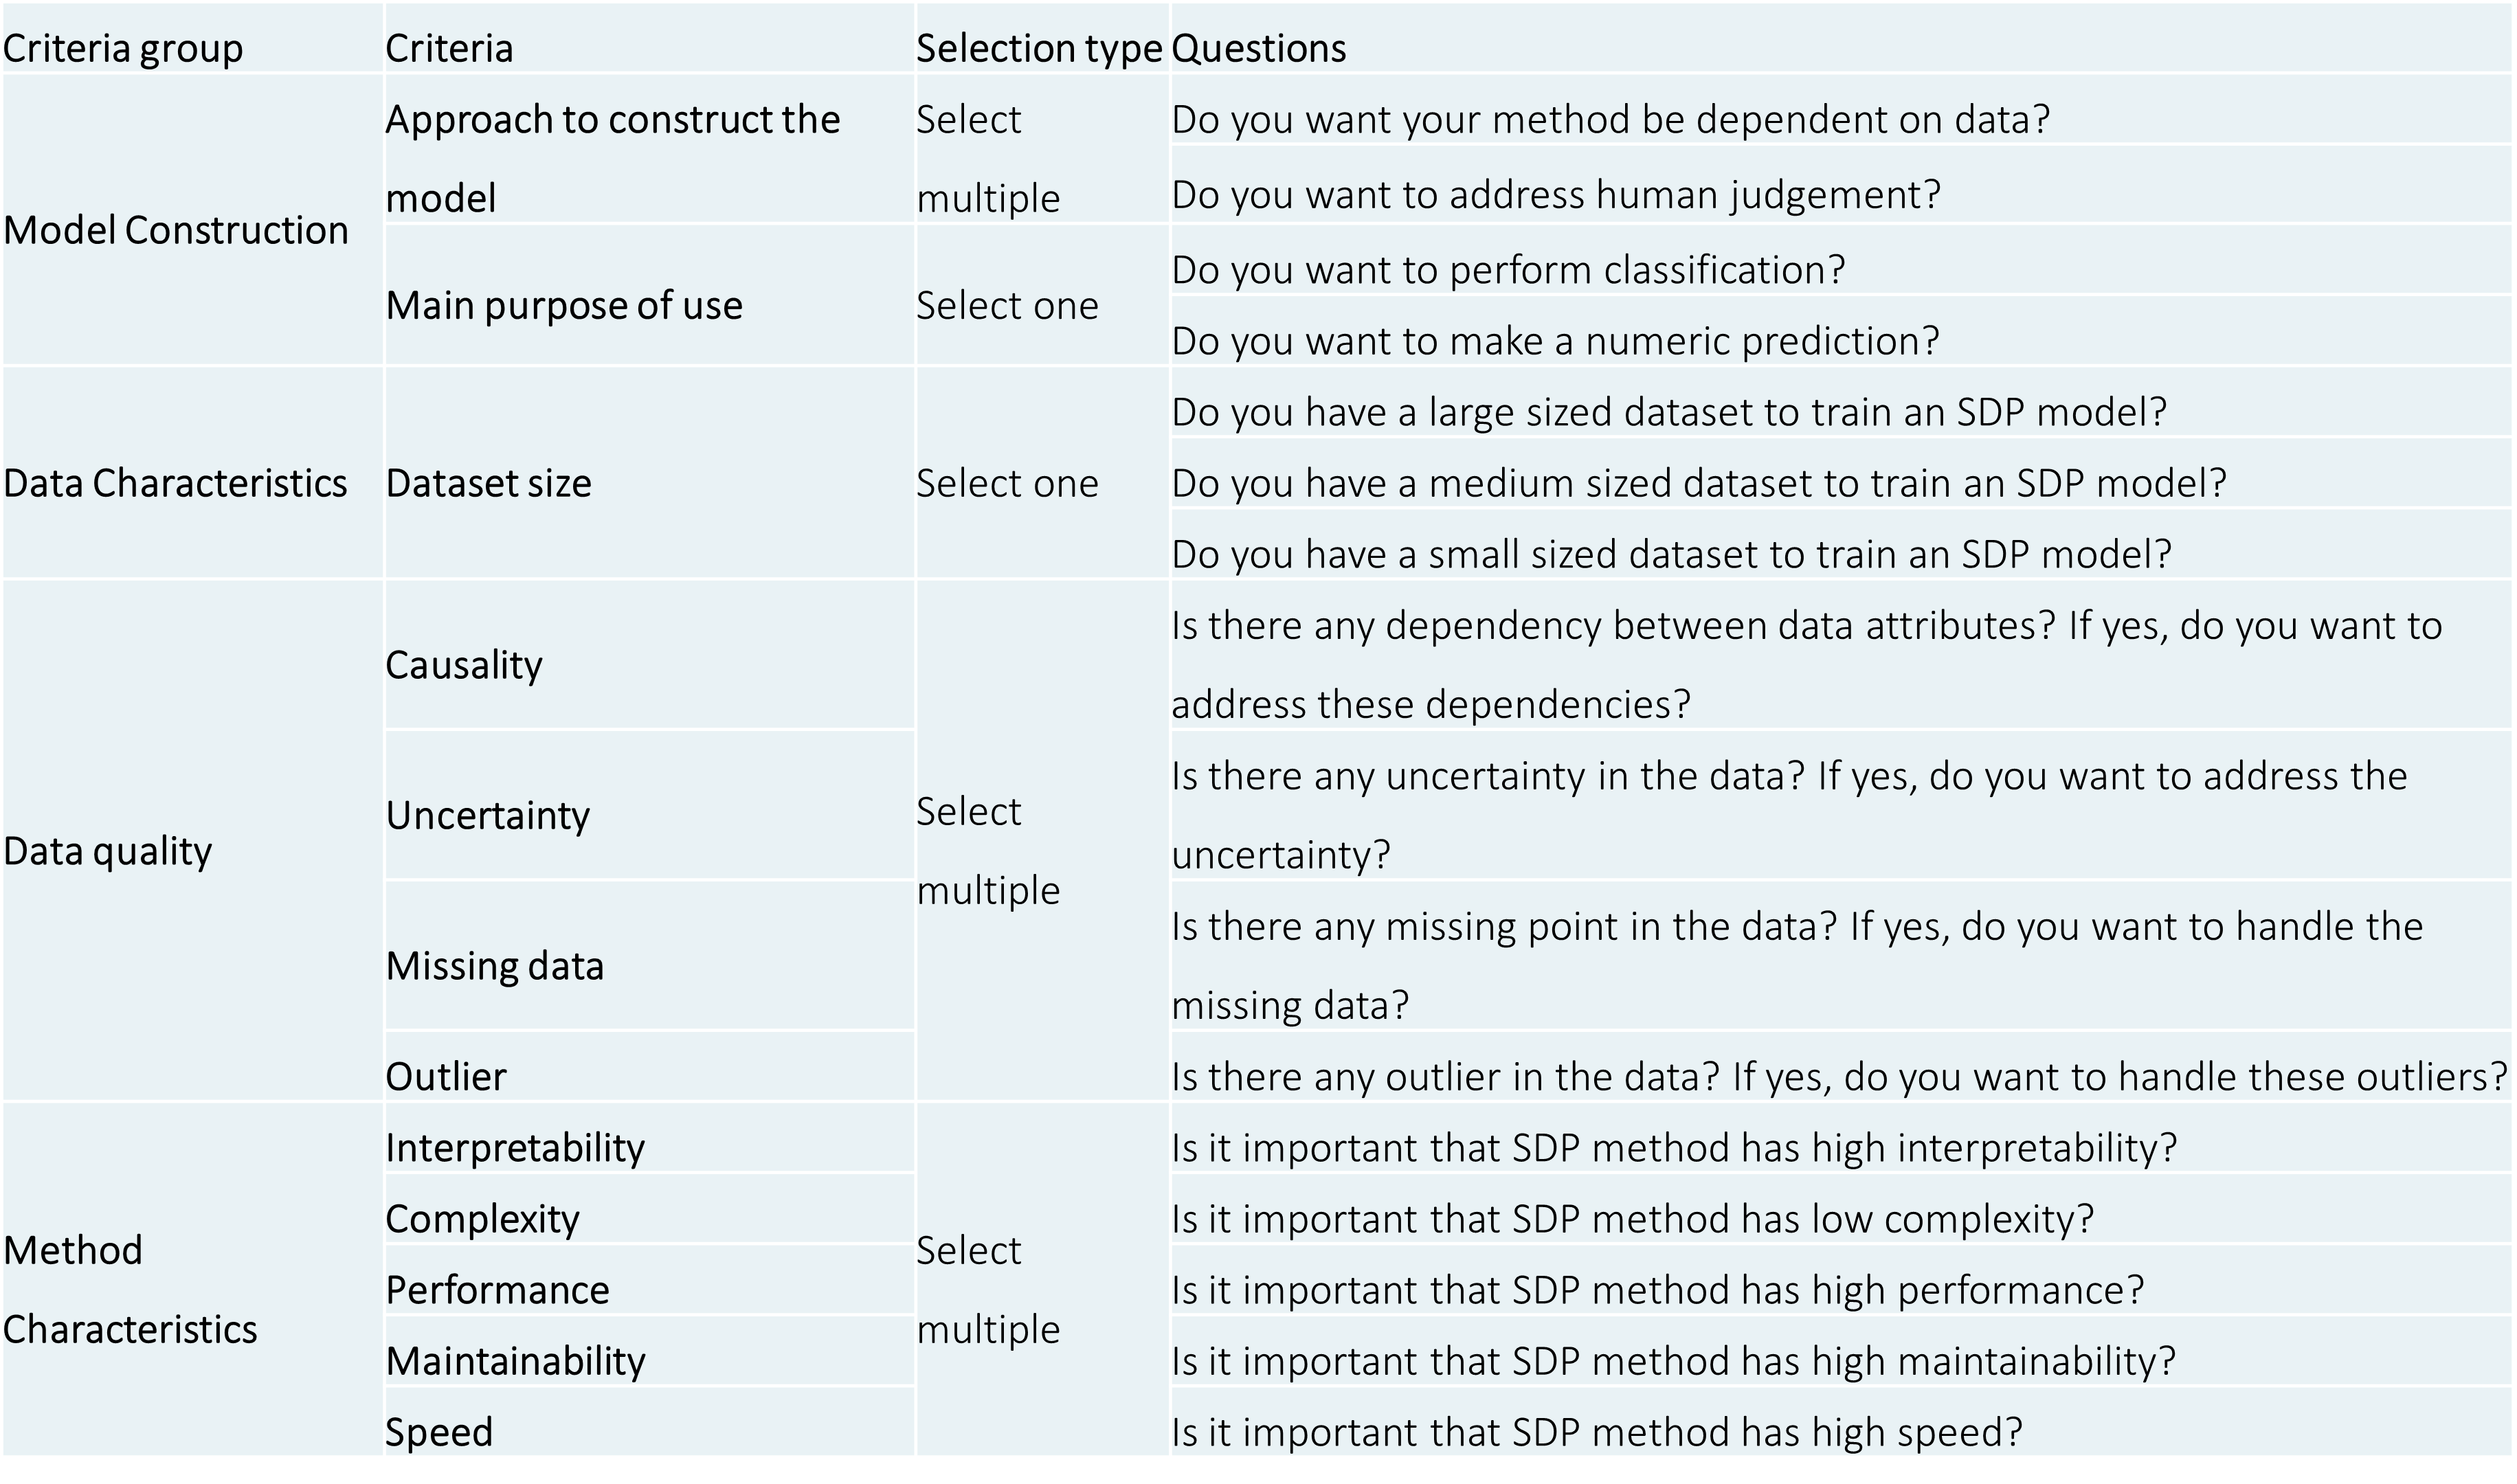 Criteria group Criteria Selection type Questions
Model Construction
Approach to construct the
model
Select
multiple
Do you want your method be dependent on data?
Do you want to address human judgement?
Main purpose of use
Select one
Do you want to perform classification?
Do you want to make a numeric prediction?
Data Characteristics
Dataset size
Select one
Do you have a large sized dataset to train an SDP model?
Do you have a medium sized dataset to train an SDP model?
Do you have a small sized dataset to train an SDP model?
Data quality
Causality
Select
multiple
Is there any dependency between data attributes? If yes, do you want to
address these dependencies?
Uncertainty
Is there any uncertainty in the data? If yes, do you want to address the
uncertainty?
Missing data
Is there any missing point in the data? If yes, do you want to handle the
missing data?
Outlier
Is there any outlier in the data? If yes, do you want to handle these outliers?
Method
Characteristics
Interpretability
Select
multiple
Is it important that SDP method has high interpretability?
Complexity
Is it important that SDP method has low complexity?
Performance
Is it important that SDP method has high performance?
Maintainability
Is it important that SDP method has high maintainability?
Speed
Is it important that SDP method has high speed?